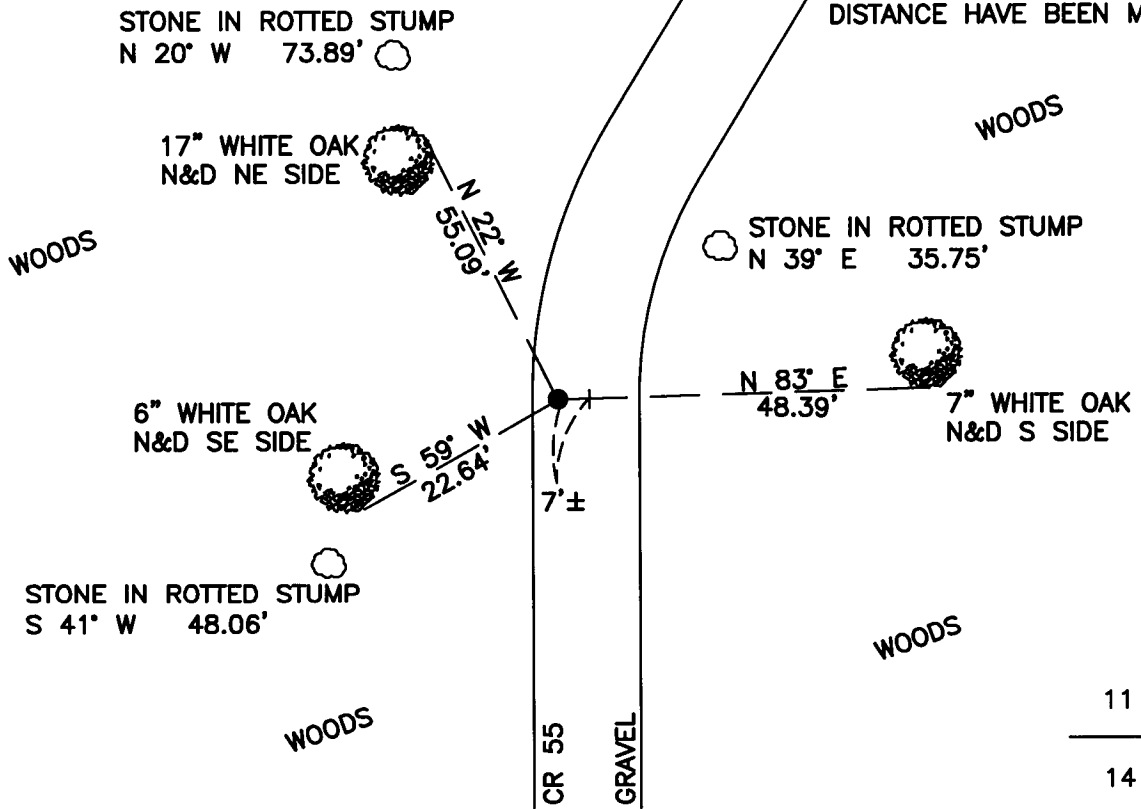 STONE IN ROTTED STUMP
N 20° W 73.89'
DISTANCE HAVE BEEN M
17" WHITE OAK
N&D NE SIDE
WOODS
N 22° W
55.09'
STONE IN ROTTED STUMP
N 39° E 35.75'
WOODS
N 83° E
48.39'
7" WHITE OAK
N&D S SIDE
6" WHITE OAK
N&D SE SIDE
S 59° W
22.64'
7'±
STONE IN ROTTED STUMP
S 41° W 48.06'
WOODS
WOODS
CR 55
GRAVEL
11
14